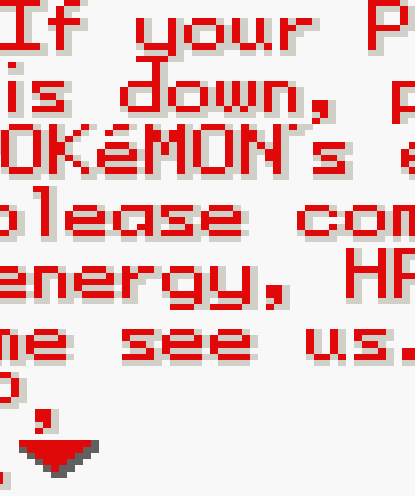 If your P
is down, p
OKéMON's e
please com
energy, HP
me see us.
,